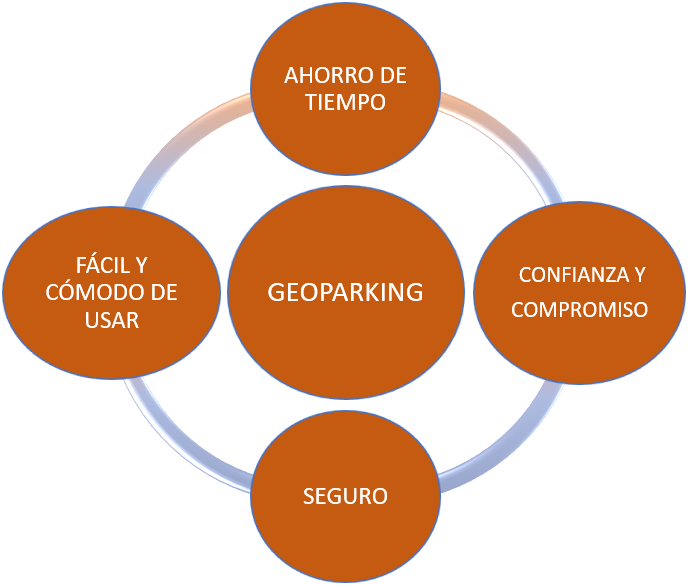 AHORRO DE
TIEMPO
FÁCIL Y
CÓMODO DE
USAR
GEOPARKING
CONFIANZA Y
COMPROMISO
SEGURO